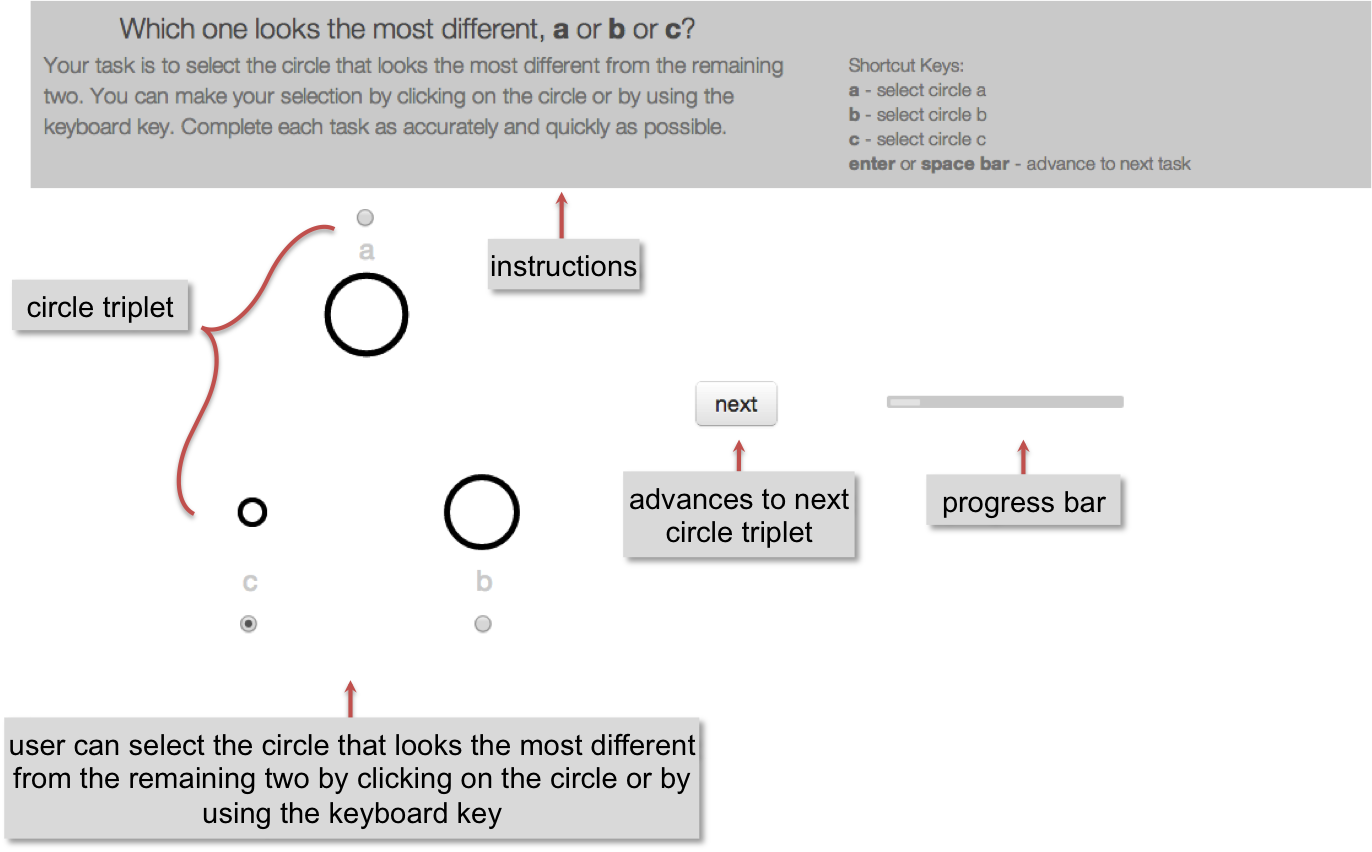 Which one looks the most different, a or b or c?
Your task is to select the circle that looks the most different from the remaining
two. You can make your selection by clicking on the circle or by using the
keyboard key. Complete each task as accurately and quickly as possible.
Shortcut Keys:
a - select circle a
b - select circle b
c - select circle c
enter or space bar - advance to next task
a
instructions
circle triplet
next
advances to next
circle triplet
progress bar
c
b
user can select the circle that looks the most different
from the remaining two by clicking on the circle or by
using the keyboard key